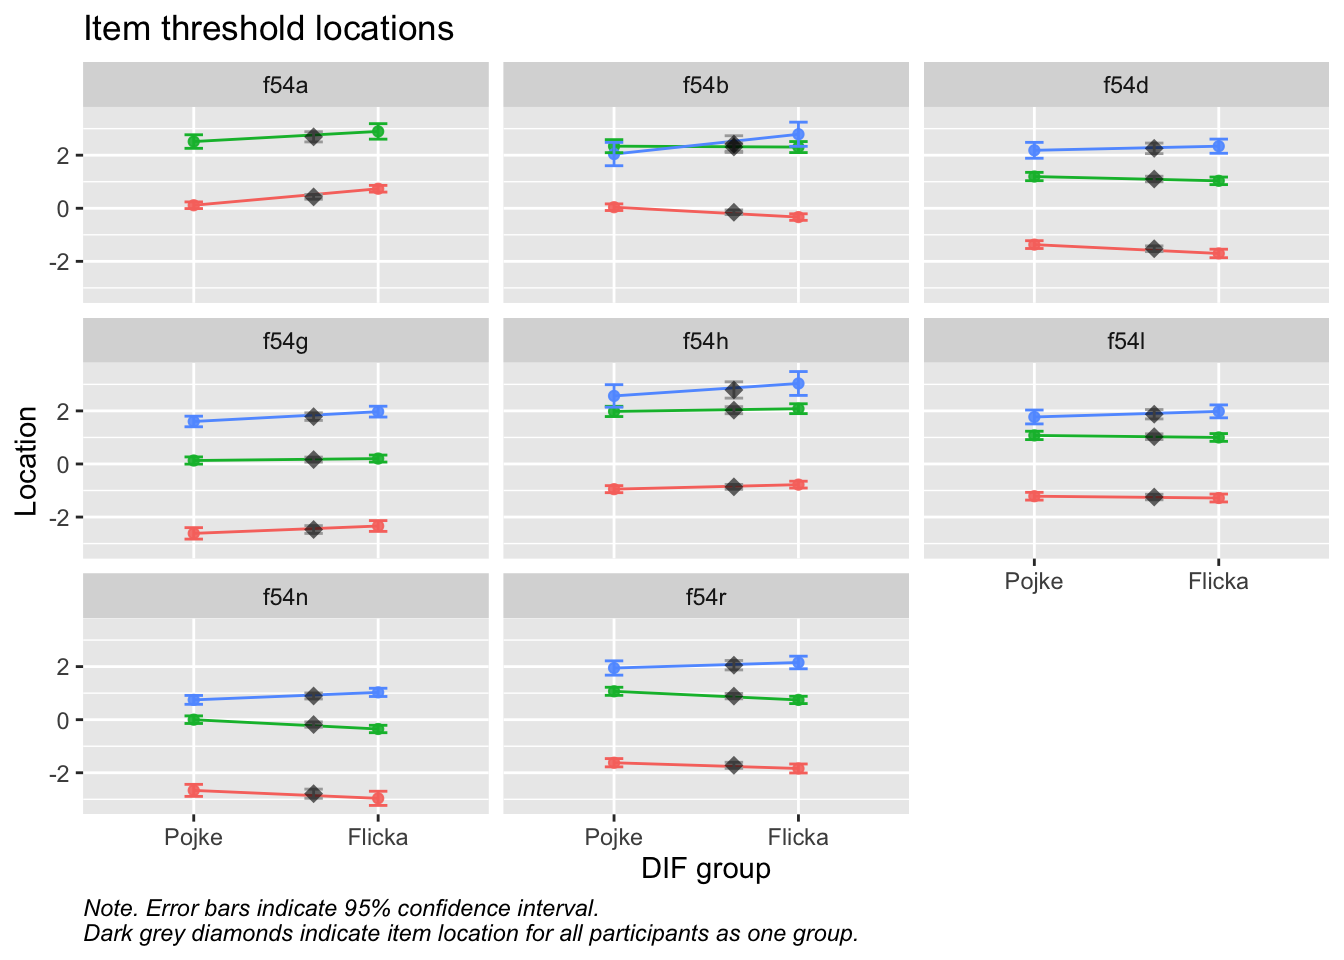 Item threshold locations
f54a
f54b
f54d
2
0
-2
f54g
f54h
f54l
2
0
-2
Location
Pojke
Flicka
f54n
f54r
2
0
-2
Pojke
Flicka
Pojke
Flicka
DIF group
Note. Error bars indicate 95% confidence interval.
Dark grey diamonds indicate item location for all participants as one group.